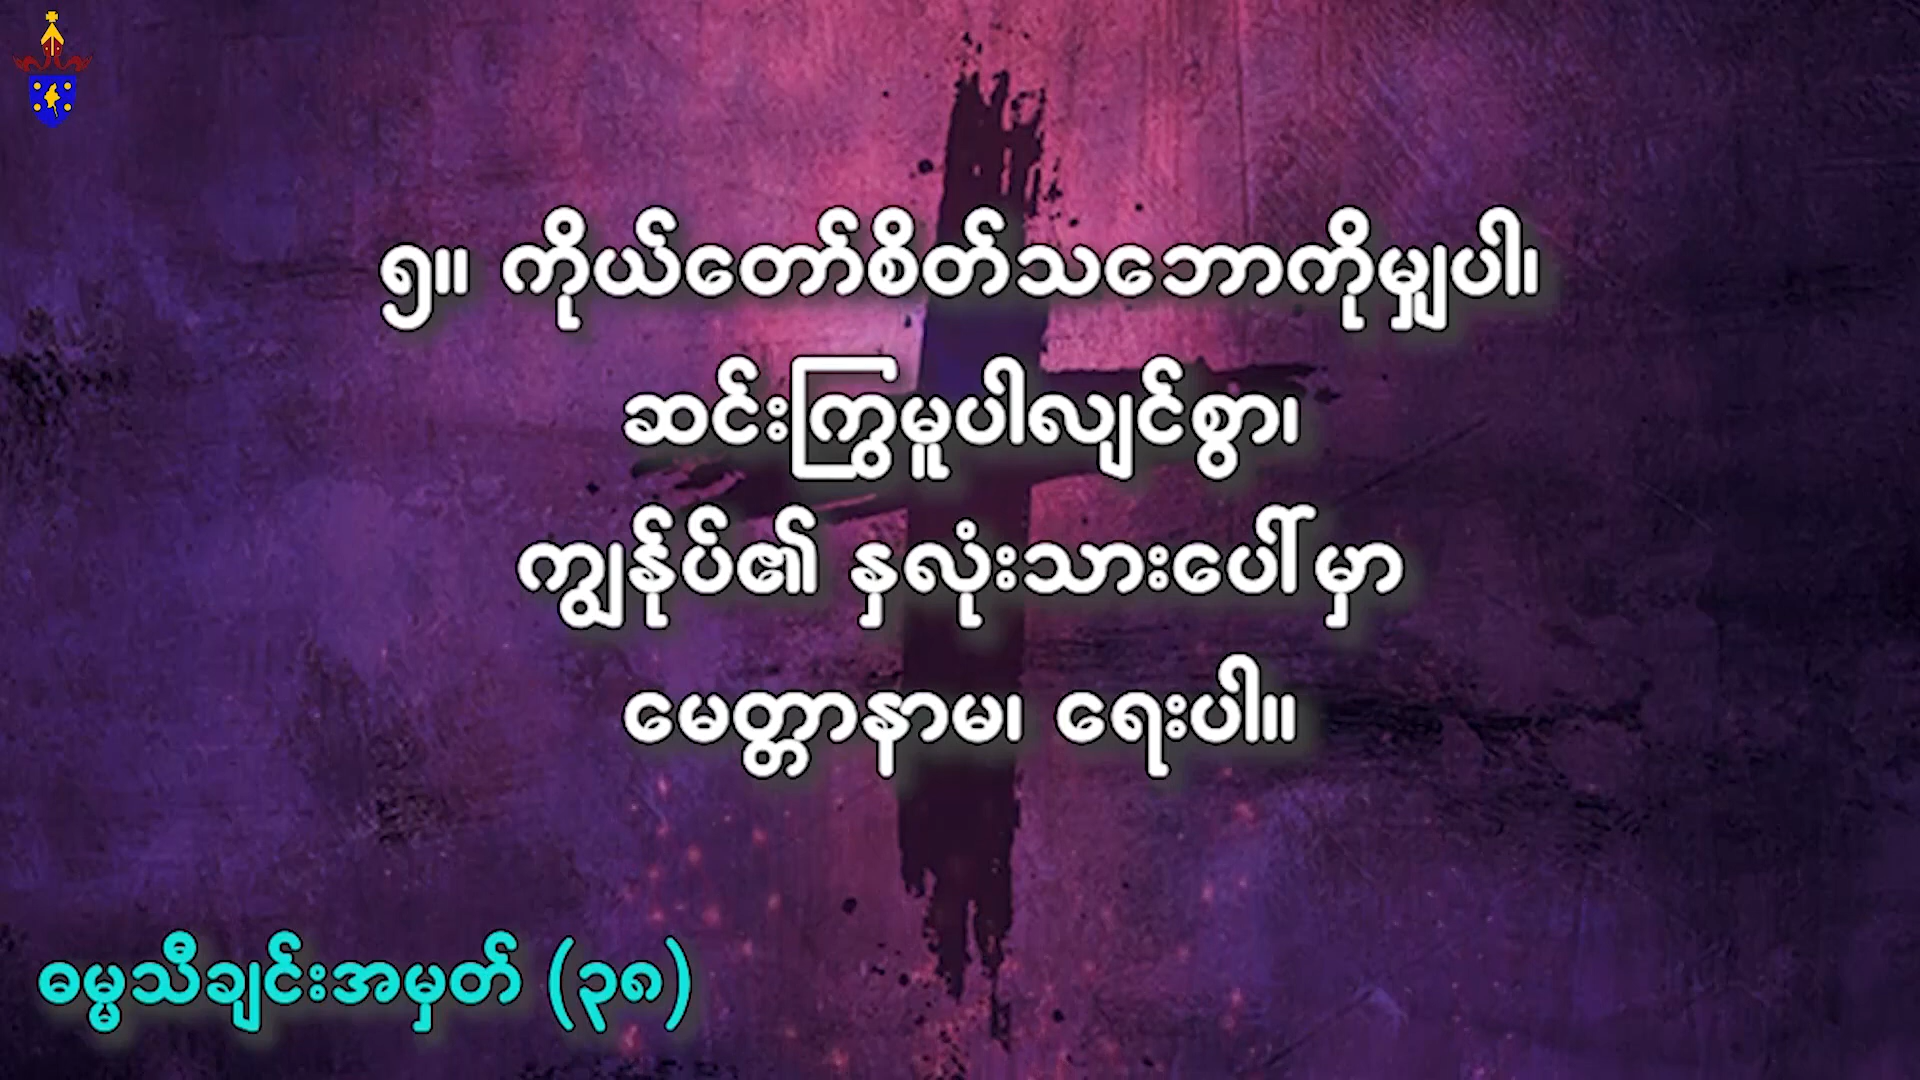 ၅။ ကိုယ်တော်စိတ်သဘောကိုမျှပါ၊
ဆင်းကြွမူပါလျင်စွာ၊
ကျွန်ုပ်၏ နှလုံးသားပေါ်မှာ
မေတ္တာနာမ၊ ရေးပါ။
ဓမ္မသီချင်းအမှတ် (၃၈)